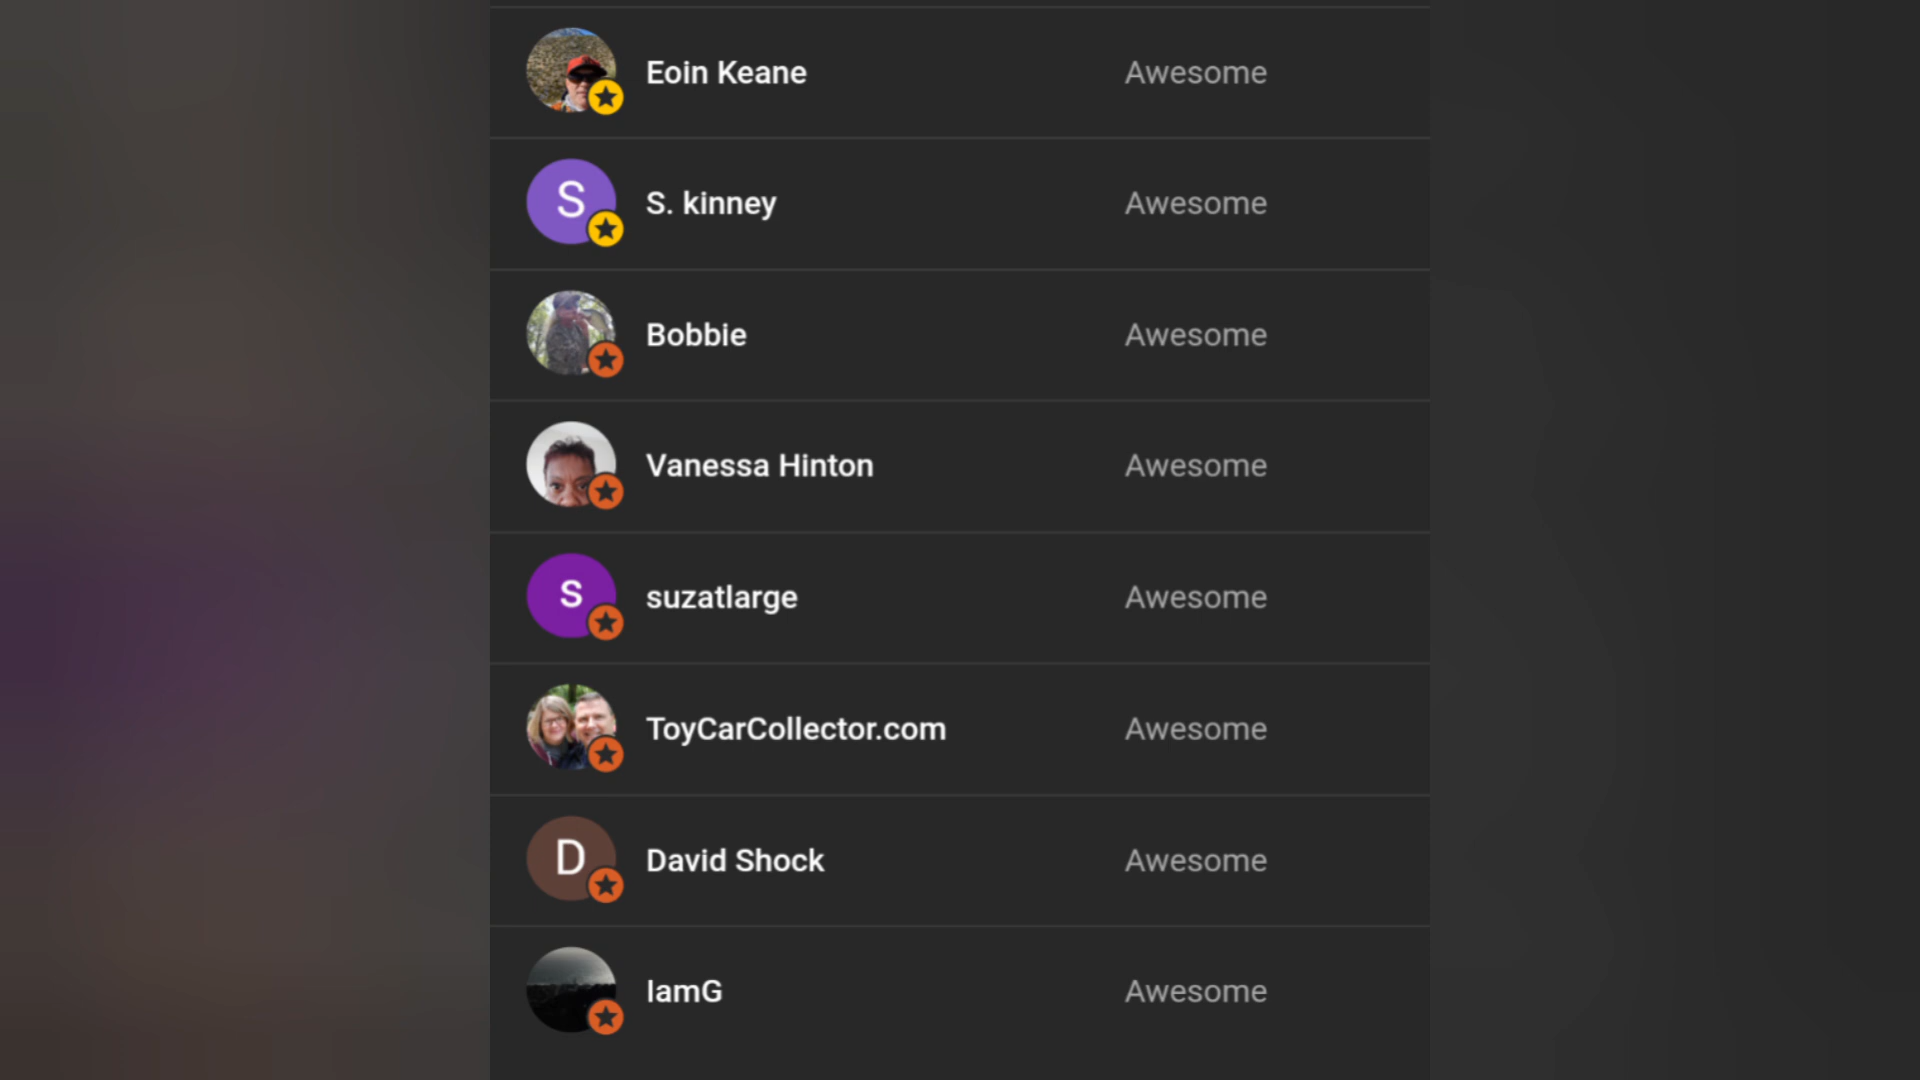 Eoin Keane Awesome
S S. kinney Awesome
Bobbie Awesome
Vanessa Hinton Awesome
S suzatlarge Awesome
ToyCarCollector.com Awesome
D David Shock Awesome
IamG Awesome